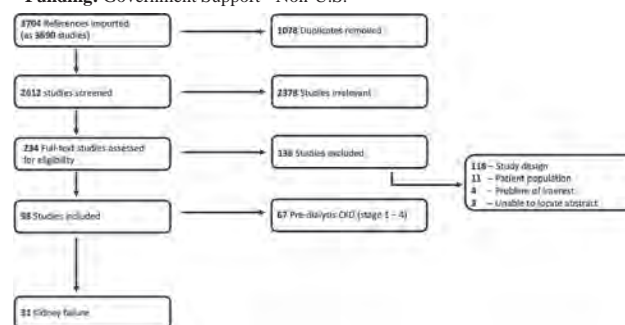 Funding: Government Support - Non-U.S.
3704 References imported
(as 3690 studies)
1078 Duplicates removed
2612 studies screened
2378 Studies irrelevant
234 Full-text studies assessed
for eligibility
136 Studies included
118 – Study design
11 – Patient population
4 – Problem of interest
3 – Unable to locate abstract
98 Studies included
67 Pre-dialysis CKD (stage 1 – 4)
31 Kidney failure